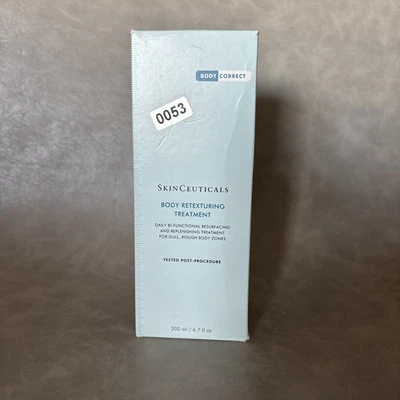 BODY CORRECT
0053
SKINCEUTICALS
BODY RETEXTURING
TREATMENT
DAILY BI-FUNCTIONAL RESURFACING
AND REPLENISHING TREATMENT
FOR DULL, ROUGH BODY ZONES
TESTED POST-PROCEDURE
200 ml / 6.7 fl oz